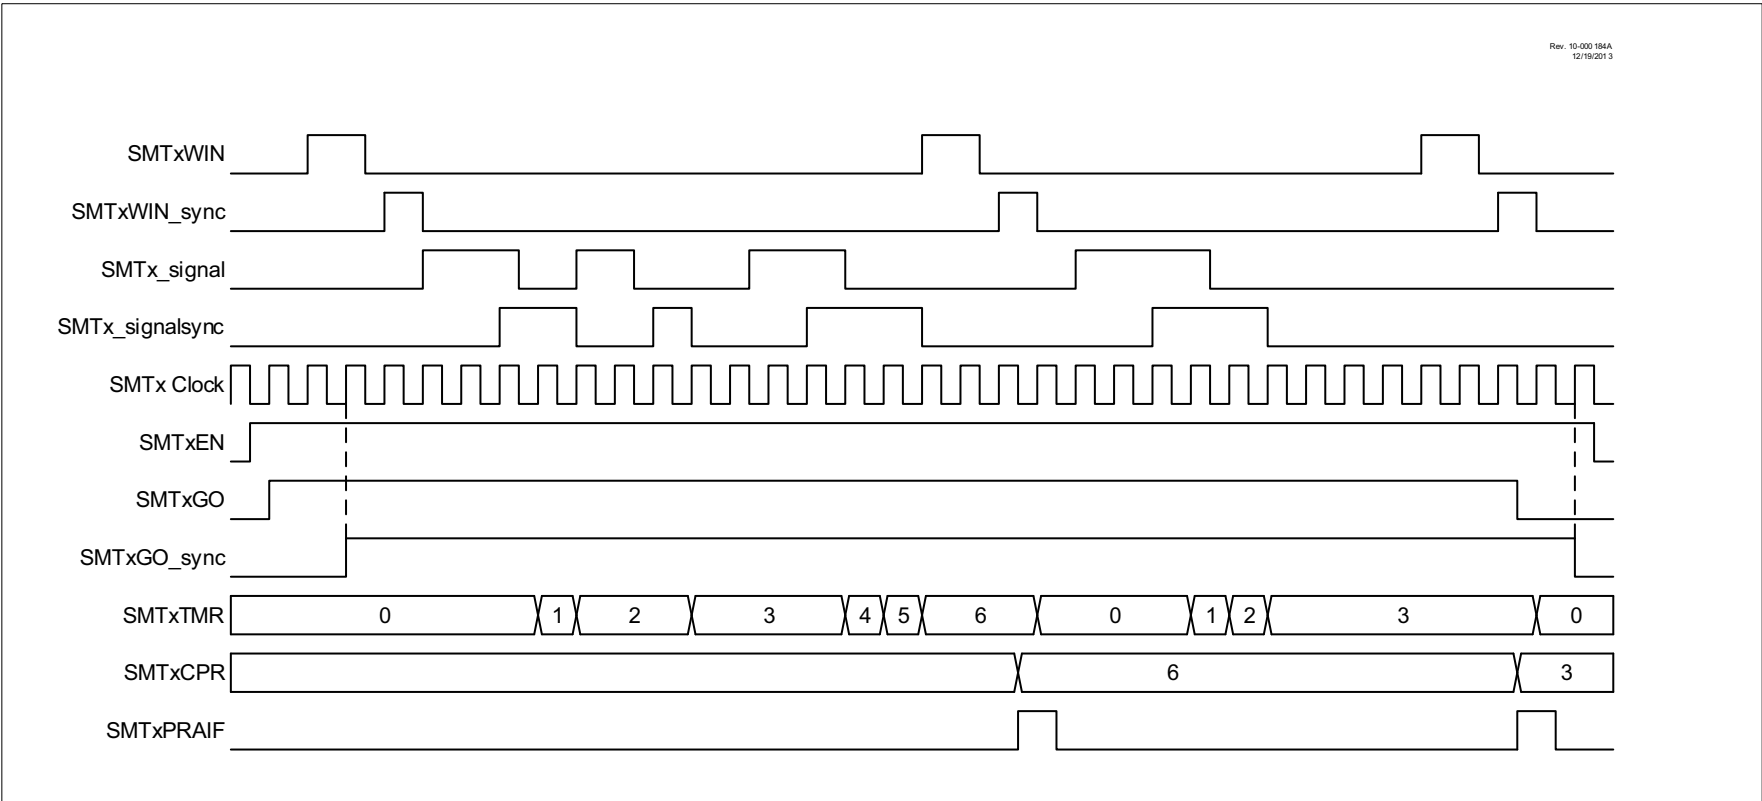 Rev. 10-000 184A
12/19/201 3
SMTxWIN
SMTxWIN_sync
SMTx_signal
SMTx_signalsync
SMTx Clock
SMTxEN
SMTxGO
SMTxGO_sync
SMTxTMR 0 1 2 3 4 5 6 0 1 2 3 0
SMTxCPR 6 3
SMTxPRAIF